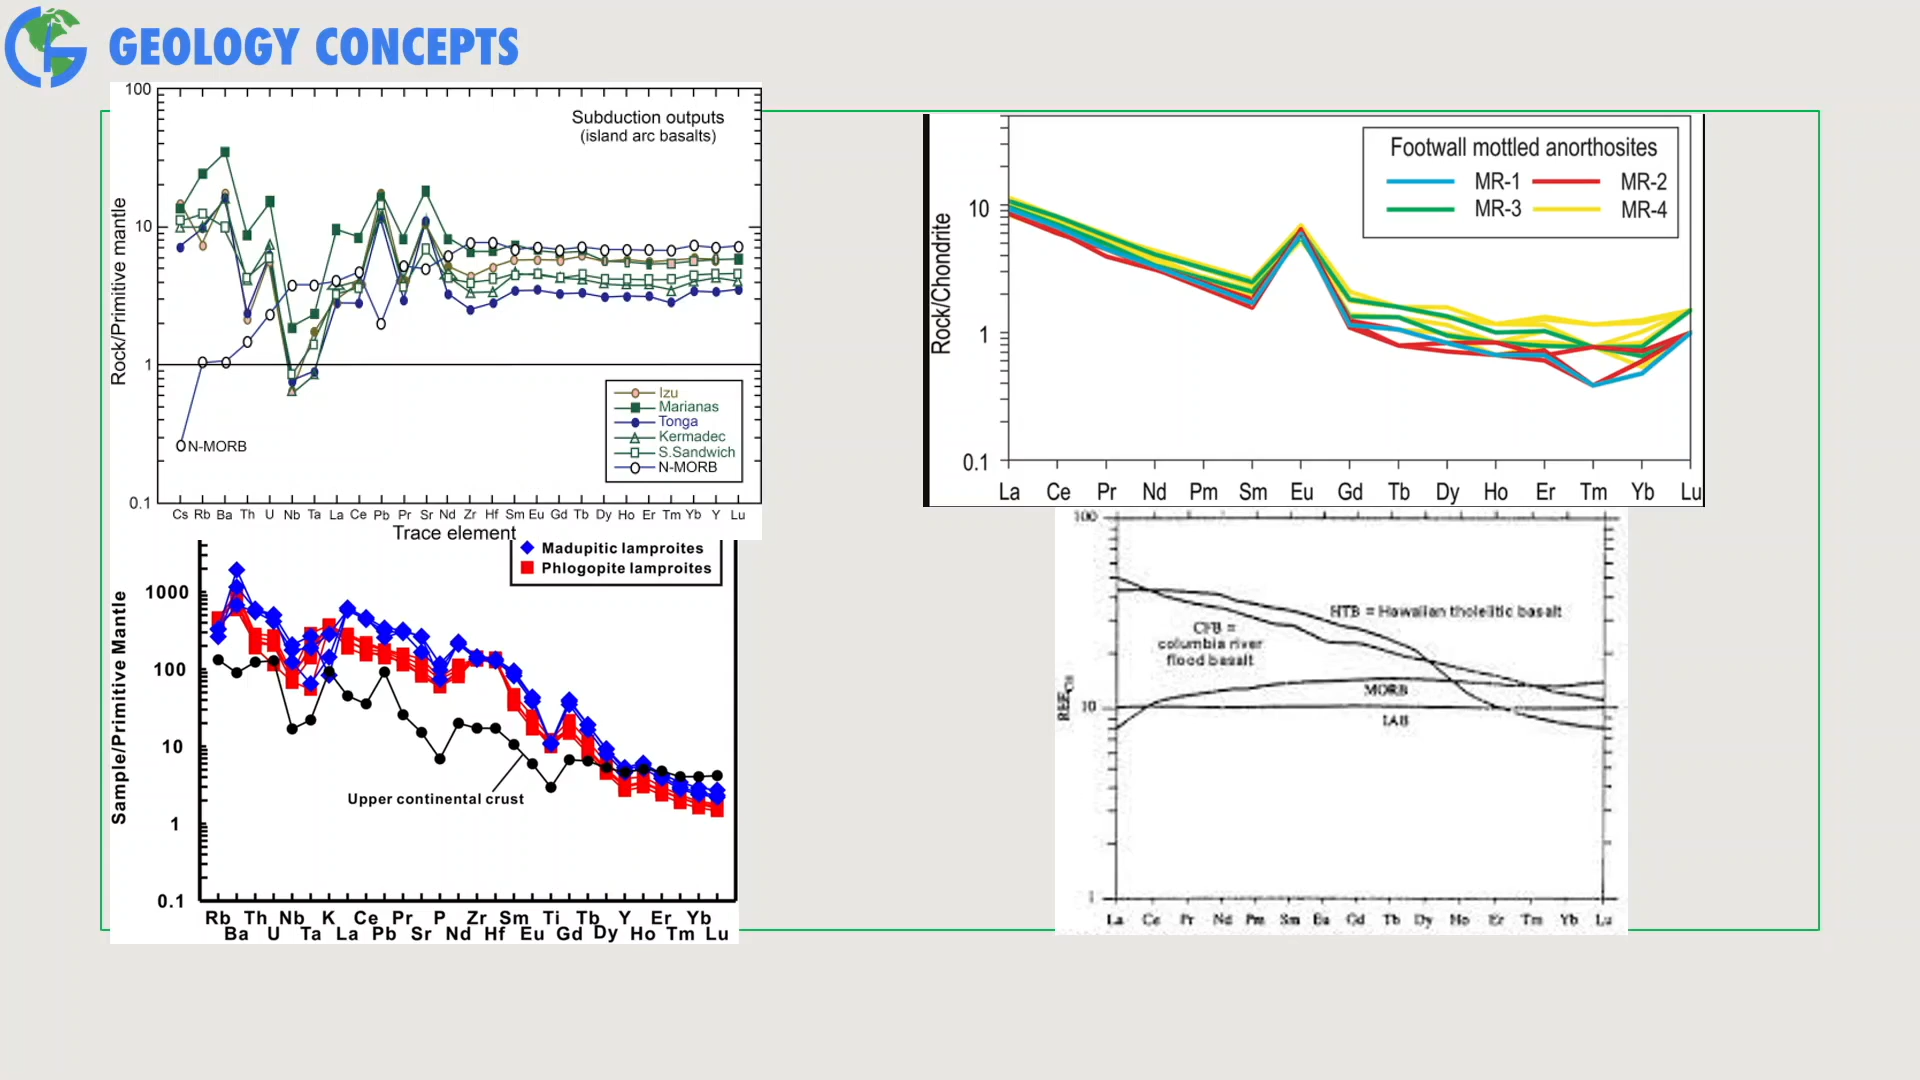 GEOLOGY CONCEPTS
100
10
1
0.1
Rock/Primitive mantle
Subduction outputs
(island arc basalts)
N-MORB
Izu
Marianas
Tonga
Kermadec
S.Sandwich
N-MORB
Cs Rb Ba Th U Nb Ta La Ce Pb Pr Sr Nd Zr Hf Sm Eu Gd Tb Dy Ho Er Tm Yb Y Lu
Trace element
Rock/Chondrite
10
1
0.1
Footwall mottled anorthosites
MR-1 MR-2
MR-3 MR-4
La Ce Pr Nd Pm Sm Eu Gd Tb Dy Ho Er Tm Yb Lu
Sample/Primitive Mantle
1000
100
10
1
0.1
Madupitic lamproites
Phlogopite lamproites
Upper continental crust
Rb Th Nb K Ce Pr P Zr Sm Ti Tb Y Er Yb
Ba U Ta La Pb Sr Nd Hf Eu Gd Dy Ho Tm Lu
100
10
1
HTB = Hawaiian tholeiitic basalt
CFB =
columbia river
flood basalt
MORB
IAB
La Ce Pr Nd Pm Sm Eu Gd Tb Dy Ho Er Tm Yb Lu